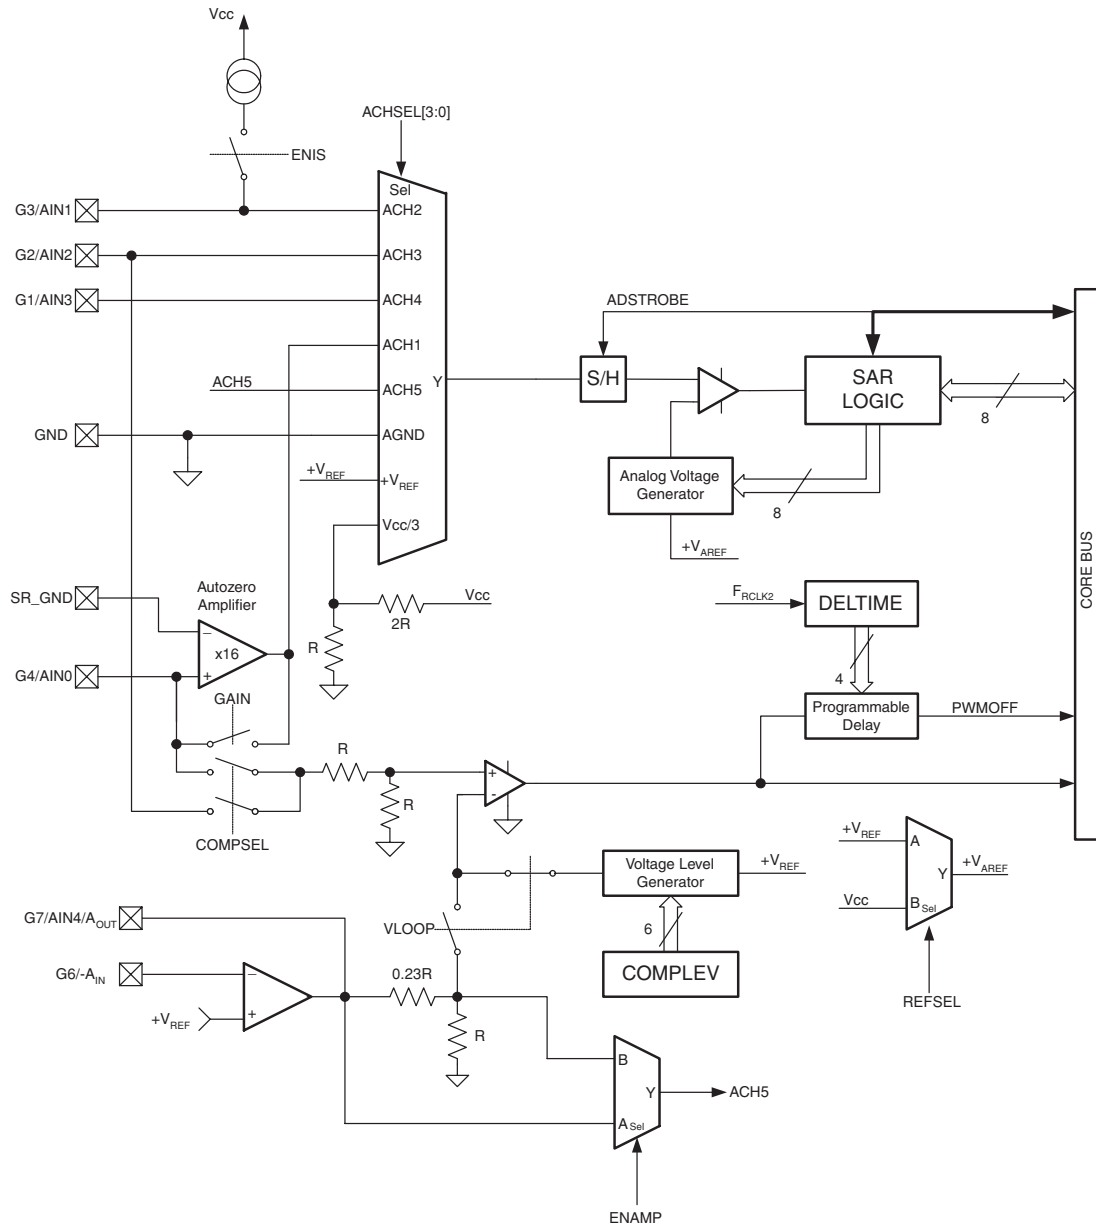 Vcc
ACHSEL[3:0]
ENIS
Sel
G3/AIN1
ACH2
G2/AIN2
ACH3
G1/AIN3
ACH4
ADSTROBE
ACH1
ACH5
ACH5
Y
S/H
SAR
LOGIC
8
GND
AGND
+VREF
+VREF
Analog Voltage
Generator
8
Vcc/3
+VAREF
CORE BUS
SR_GND
Autozero
Amplifier
Vcc
2R
FRCLK2
DELTIME
R
–
x16
+
G4/AIN0
4
GAIN
Programmable
Delay
PWMOFF
R
+
-
R
COMPSEL
+VREF
A
Y
+VAREF
Vcc
B Sel
Voltage Level
Generator
+VREF
G7/AIN4/AOUT
VLOOP
6
G6/-AIN
–
0.23R
COMPLEV
REFSEL
+VREF
+
R
B
Y
ACH5
A Sel
ENAMP